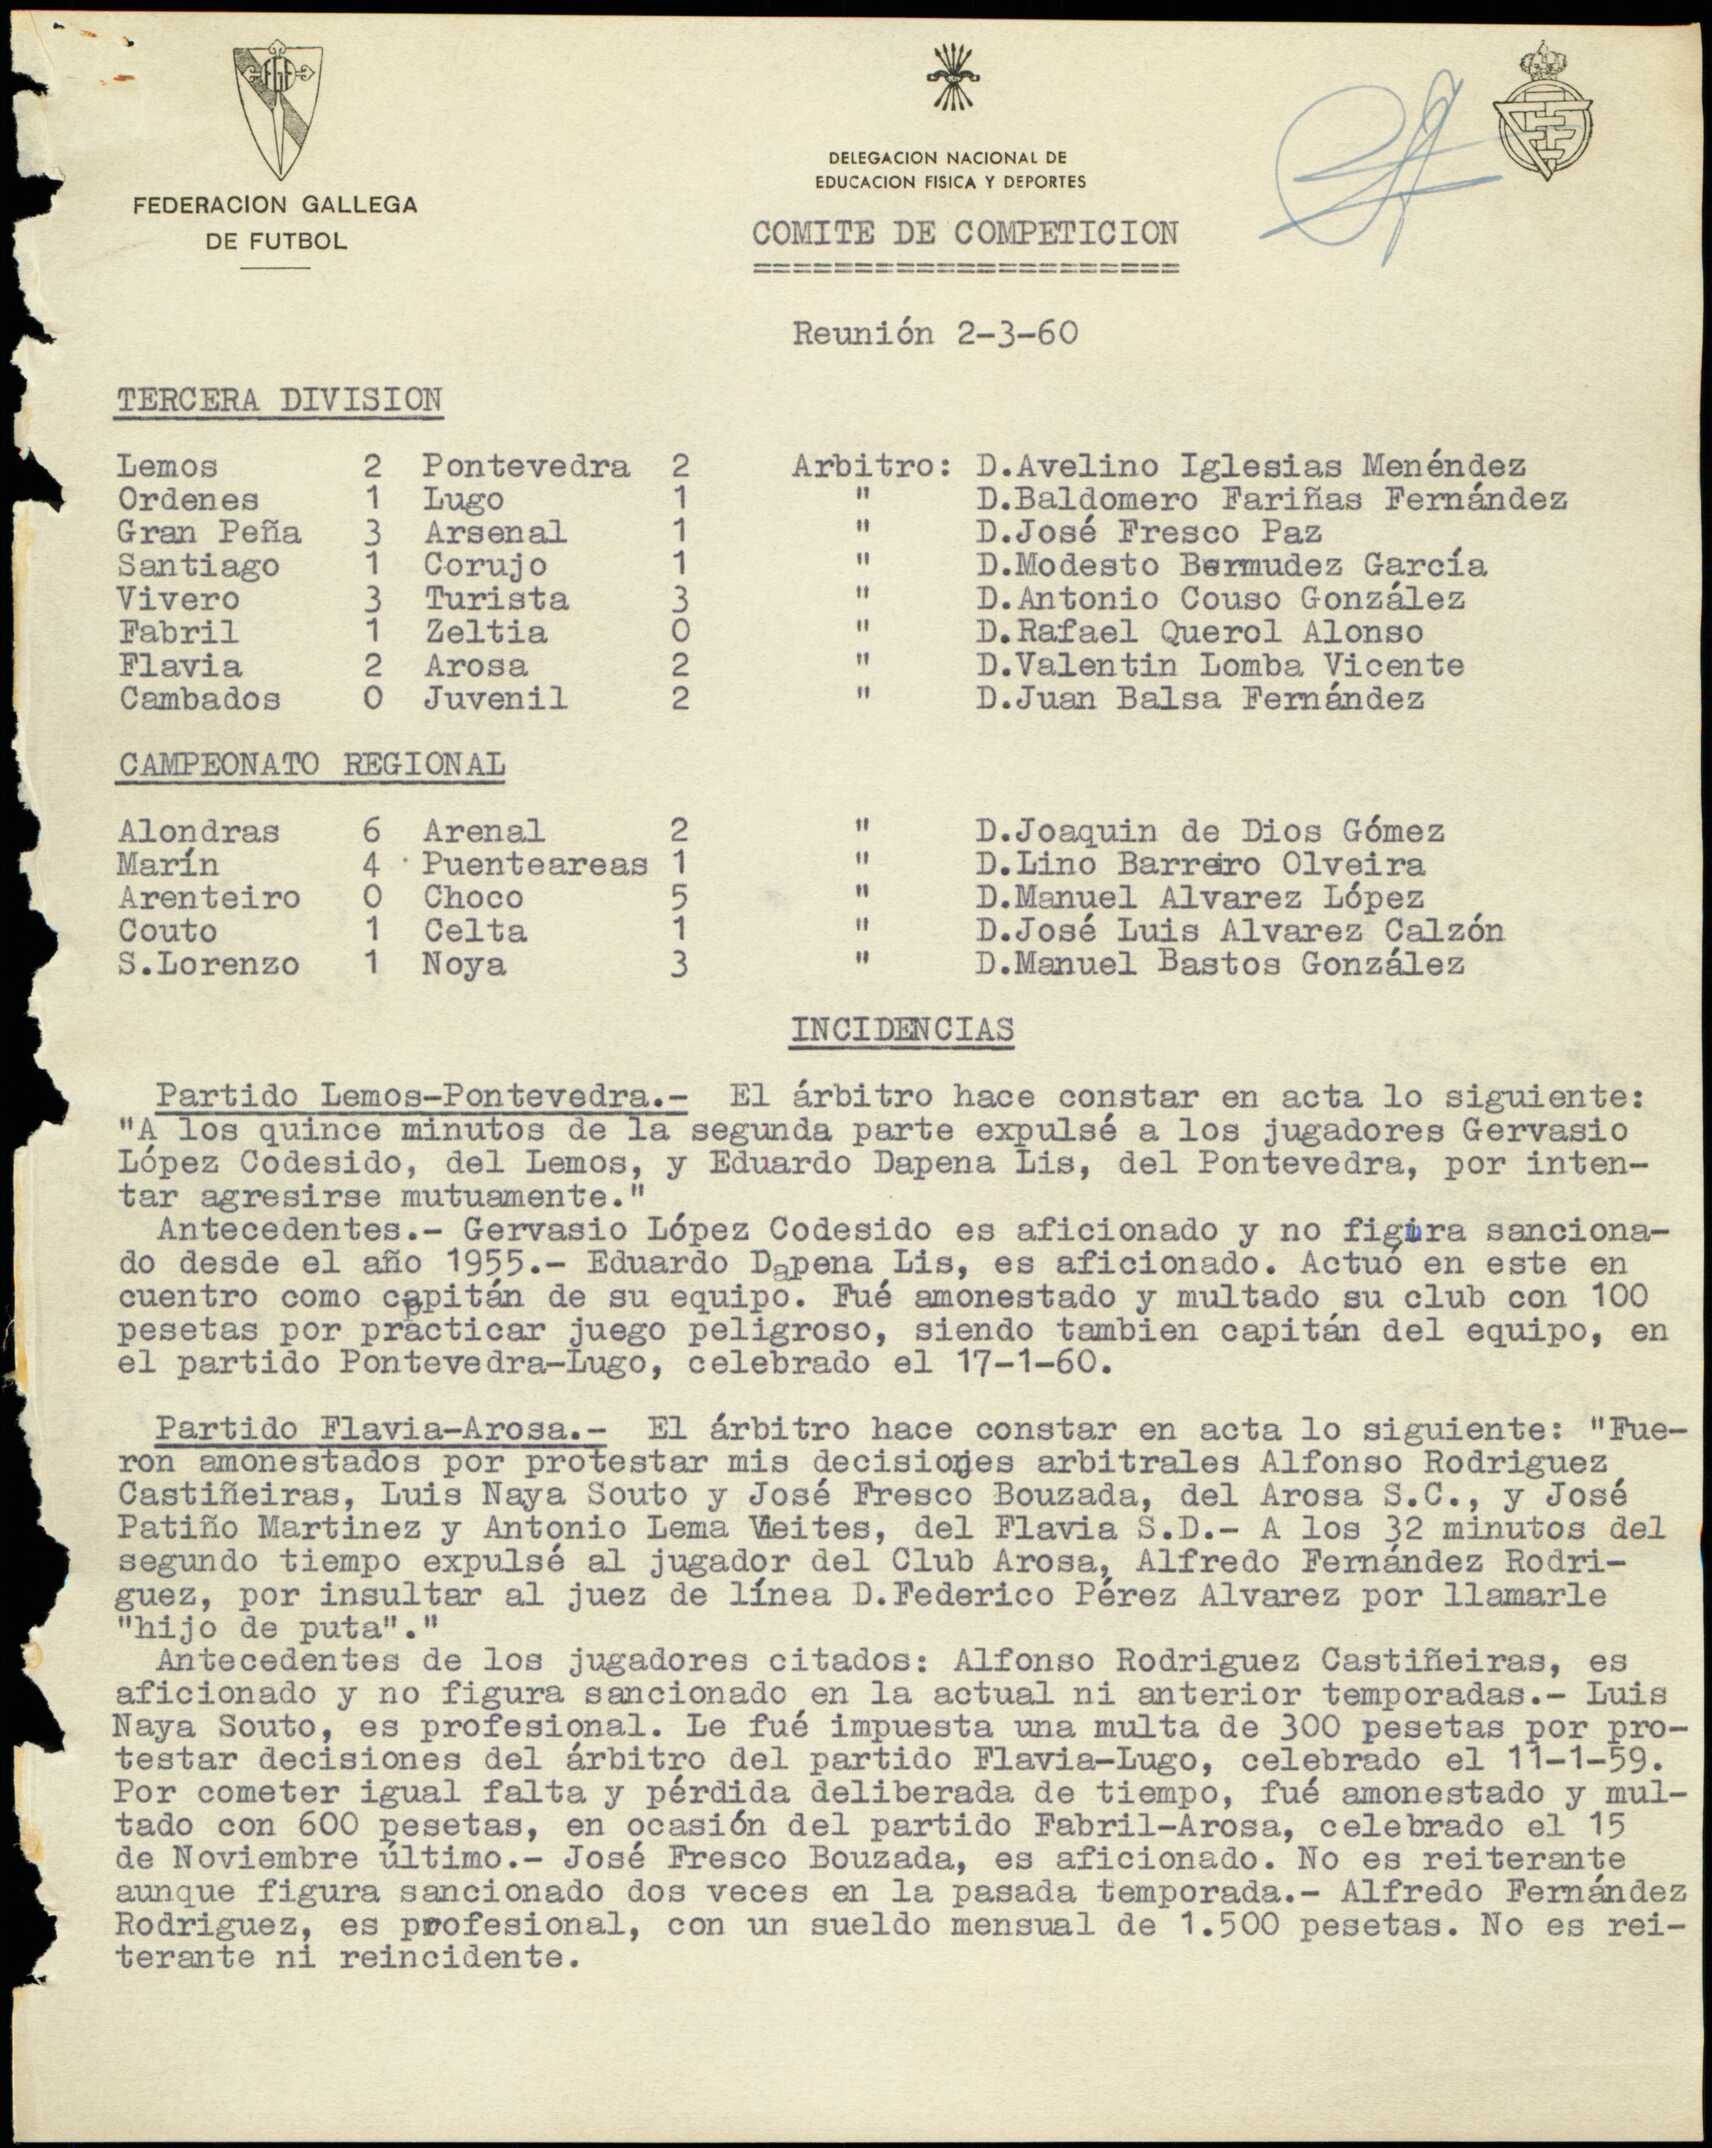 FEDERACION GALLEGA
DE FUTBOL
DELEGACION NACIONAL DE
EDUCACION FISICA Y DEPORTES
COMITE DE COMPETICION
=====================
Reunión 2-3-60
TERCERA DIVISION
Lemos 2 Pontevedra 2 Arbitro: D.Avelino Iglesias Menéndez
Ordenes 1 Lugo 1 " D.Baldomero Fariñas Fernández
Gran Peña 3 Arsenal 1 " D.José Fresco Paz
Santiago 1 Corujo 1 " D.Modesto Bermudez García
Vivero 3 Turista 3 " D.Antonio Couso González
Fabril 1 Zeltia 0 " D.Rafael Querol Alonso
Flavia 2 Arosa 2 " D.Valentin Lomba Vicente
Cambados 0 Juvenil 2 " D.Juan Balsa Fernández
CAMPEONATO REGIONAL
Alondras 6 Arenal 2 " D.Joaquin de Dios Gómez
Marín 4 Puenteareas 1 " D.Lino Barreiro Olveira
Arenteiro 0 Choco 5 " D.Manuel Alvarez López
Couto 1 Celta 1 " D.José Luis Alvarez Calzón
S.Lorenzo 1 Noya 3 " D.Manuel Bastos González
INCIDENCIAS
Partido Lemos-Pontevedra.- El árbitro hace constar en acta lo siguiente:
"A los quince minutos de la segunda parte expulsé a los jugadores Gervasio
López Codesido, del Lemos, y Eduardo Dapena Lis, del Pontevedra, por inten-
tar agresirse mutuamente."
Antecedentes.- Gervasio López Codesido es aficionado y no figura sanciona-
do desde el año 1955.- Eduardo Dapena Lis, es aficionado. Actuó en este en
cuentro como capitán de su equipo. Fué amonestado y multado su club con 100
pesetas por practicar juego peligroso, siendo tambien capitán del equipo, en
el partido Pontevedra-Lugo, celebrado el 17-1-60.
Partido Flavia-Arosa.- El árbitro hace constar en acta lo siguiente: "Fue-
ron amonestados por protestar mis decisiones arbitrales Alfonso Rodriguez
Castiñeiras, Luis Naya Souto y José Fresco Bouzada, del Arosa S.C., y José
Patiño Martinez y Antonio Lema Vieites, del Flavia S.D.- A los 32 minutos del
segundo tiempo expulsé al jugador del Club Arosa, Alfredo Fernández Rodri-
guez, por insultar al juez de línea D.Federico Pérez Alvarez por llamarle
"hijo de puta"."
Antecedentes de los jugadores citados: Alfonso Rodriguez Castiñeiras, es
aficionado y no figura sancionado en la actual ni anterior temporadas.- Luis
Naya Souto, es profesional. Le fué impuesta una multa de 300 pesetas por pro-
testar decisiones del árbitro del partido Flavia-Lugo, celebrado el 11-1-59.
Por cometer igual falta y pérdida deliberada de tiempo, fué amonestado y mul-
tado con 600 pesetas, en ocasión del partido Fabril-Arosa, celebrado el 15
de Noviembre último.- José Fresco Bouzada, es aficionado. No es reiterante
aunque figura sancionado dos veces en la pasada temporada.- Alfredo Fernández
Rodriguez, es profesional, con un sueldo mensual de 1.500 pesetas. No es rei-
terante ni reincidente.